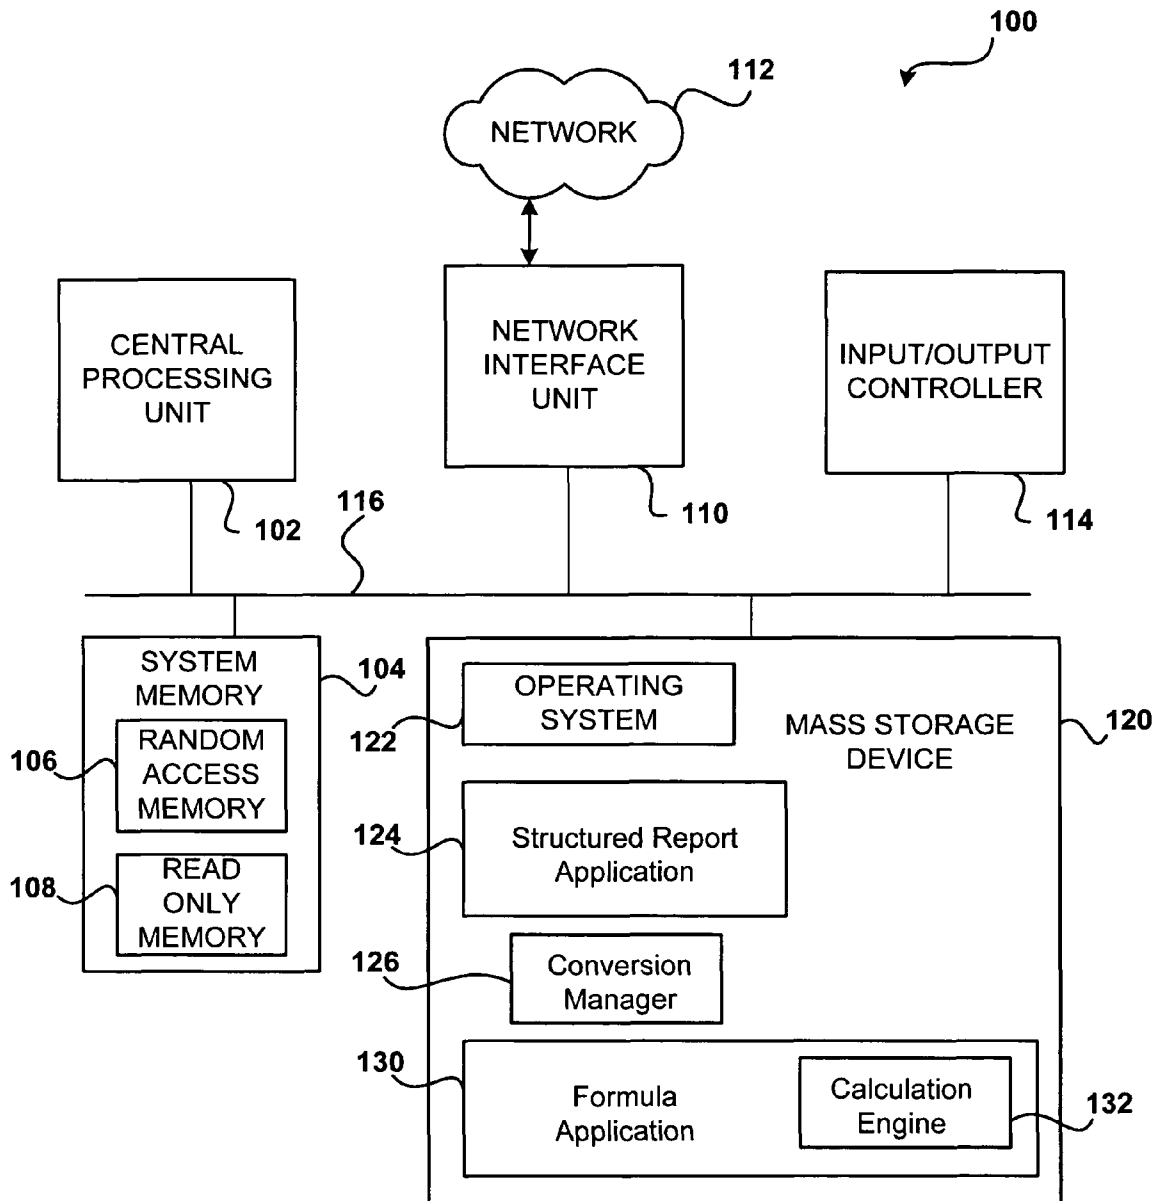 100
112
NETWORK
CENTRAL
PROCESSING
UNIT
NETWORK
INTERFACE
UNIT
INPUT/OUTPUT
CONTROLLER
102
116
110
114
SYSTEM
MEMORY
104
106
RANDOM
ACCESS
MEMORY
108
READ
ONLY
MEMORY
OPERATING
SYSTEM
122
MASS STORAGE
DEVICE
120
124
Structured Report
Application
126
Conversion
Manager
130
Formula
Application
Calculation
Engine
132